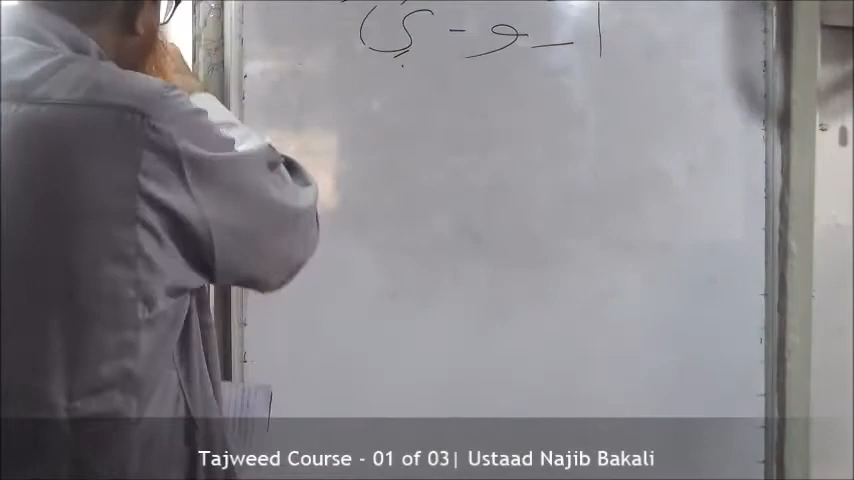 ا - و - ي
Tajweed Course - 01 of 03| Ustaad Najib Bakali